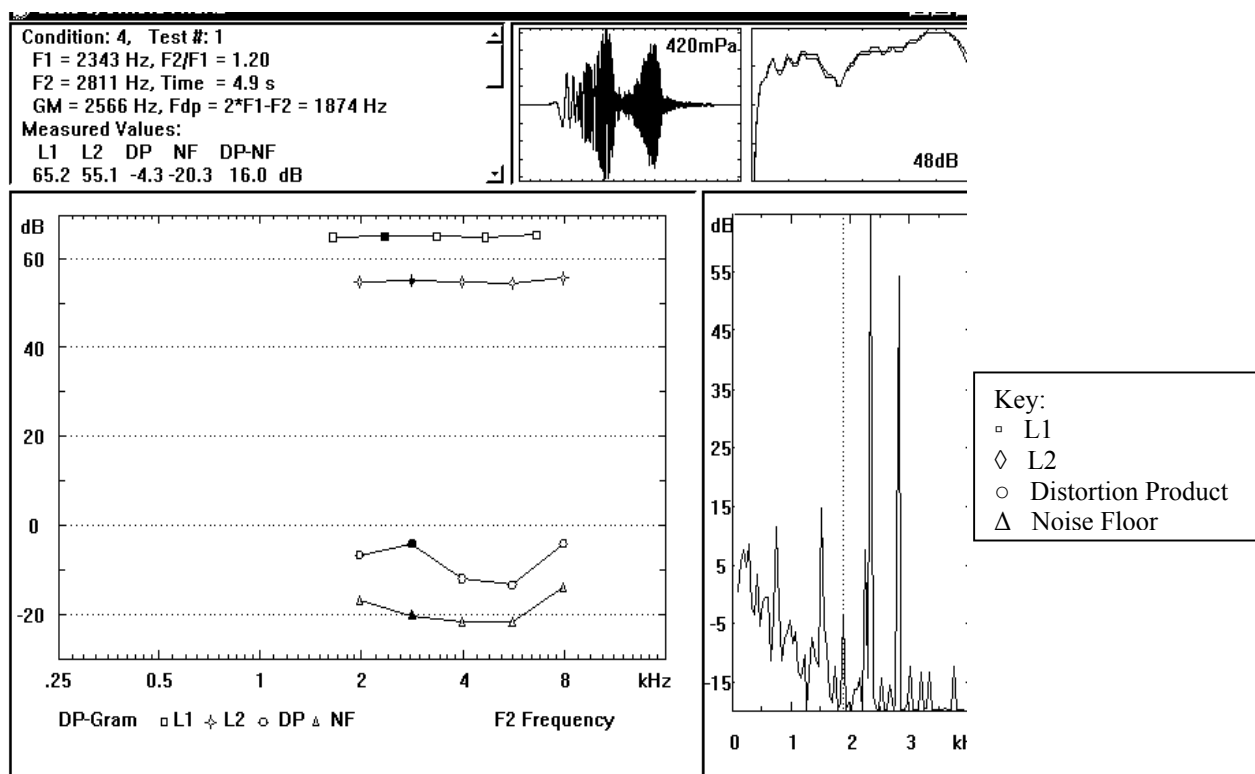 Condition: 4, Test #: 1
F1 = 2343 Hz, F2/F1 = 1.20
F2 = 2811 Hz, Time = 4.9 s
GM = 2566 Hz, Fdp = 2*F1-F2 = 1874 Hz
Measured Values:
L1 L2 DP NF DP-NF
65.2 55.1 -4.3 -20.3 16.0 dB
420mPa
48dB
dB
60
40
20
0
-20
.25 0.5 1 2 4 8 kHz
DP-Gram L1 L2 DP NF F2 Frequency
dB
55
45
35
25
15
5
-5
-15
0 1 2 3
Key:
L1
L2
Distortion Product
Noise Floor